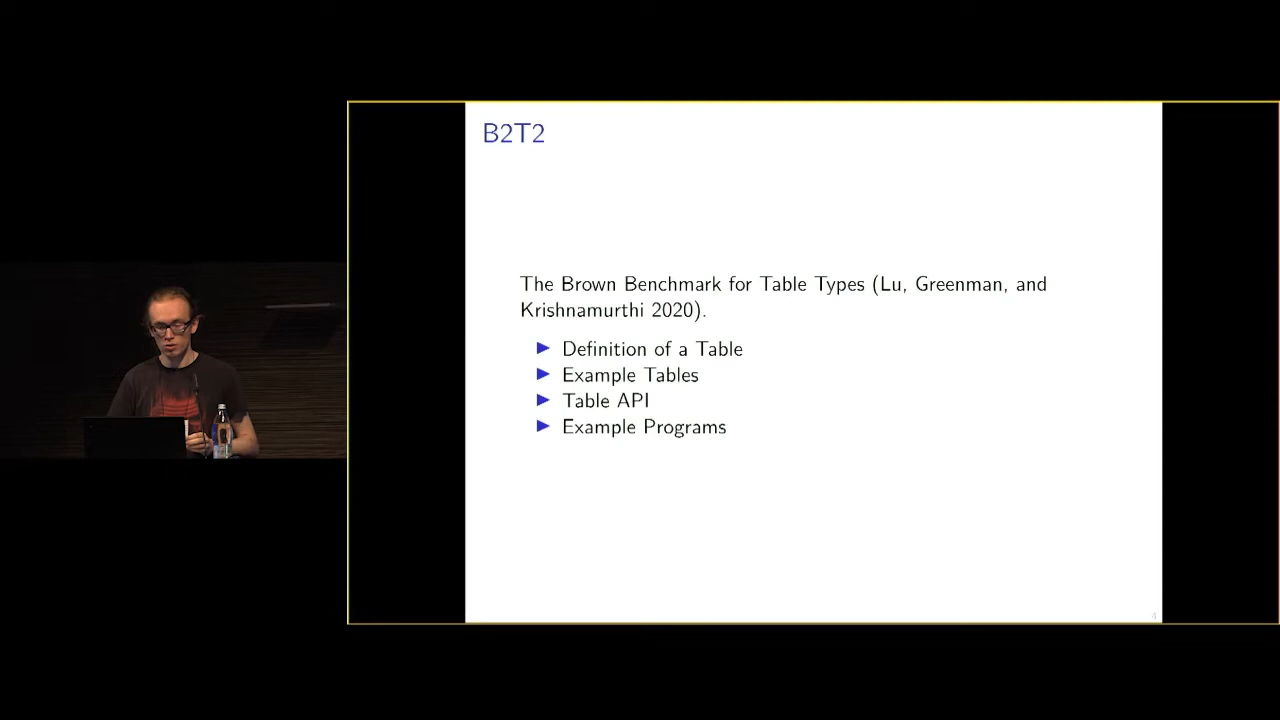 B2T2
The Brown Benchmark for Table Types (Lu, Greenman, and
Krishnamurthi 2020).
Definition of a Table
Example Tables
Table API
Example Programs